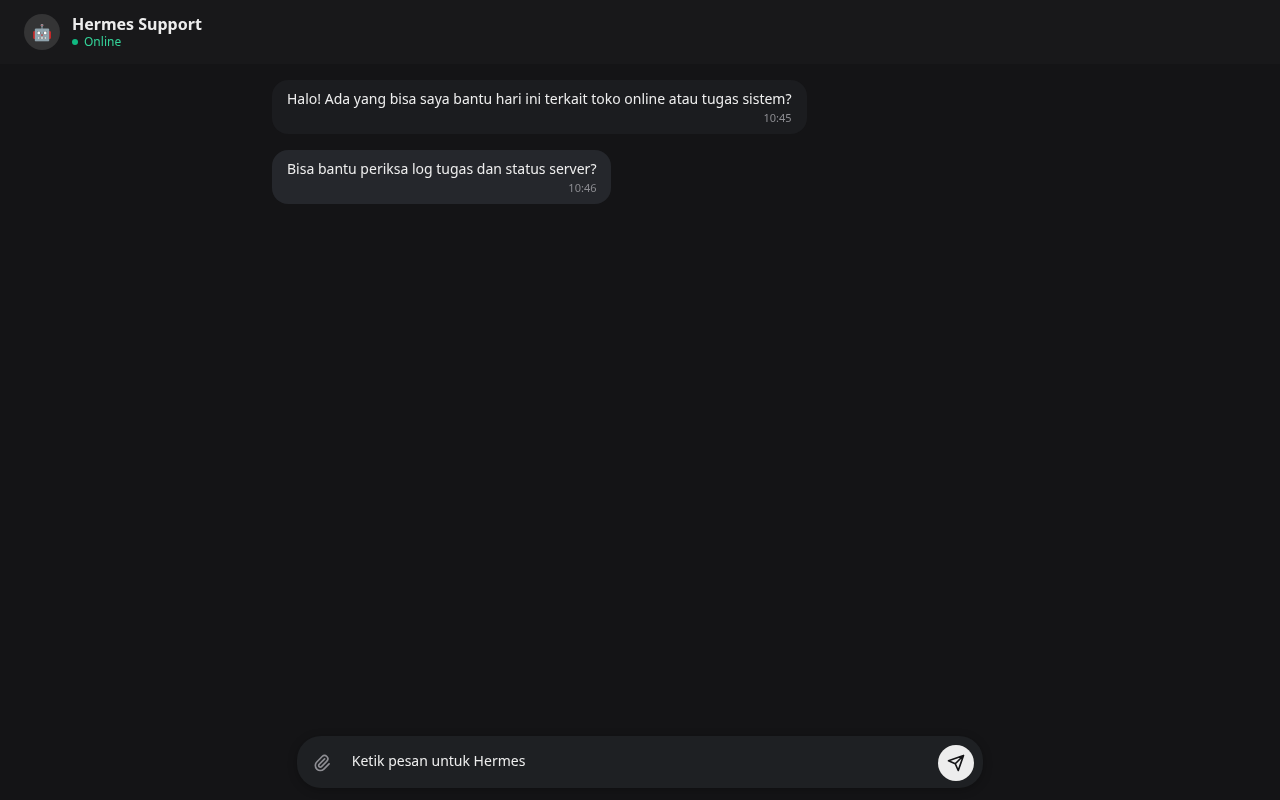 Hermes Support
Online
Halo! Ada yang bisa saya bantu hari ini terkait toko online atau tugas sistem?
10:45
Bisa bantu periksa log tugas dan status server?
10:46
Ketik pesan untuk Hermes